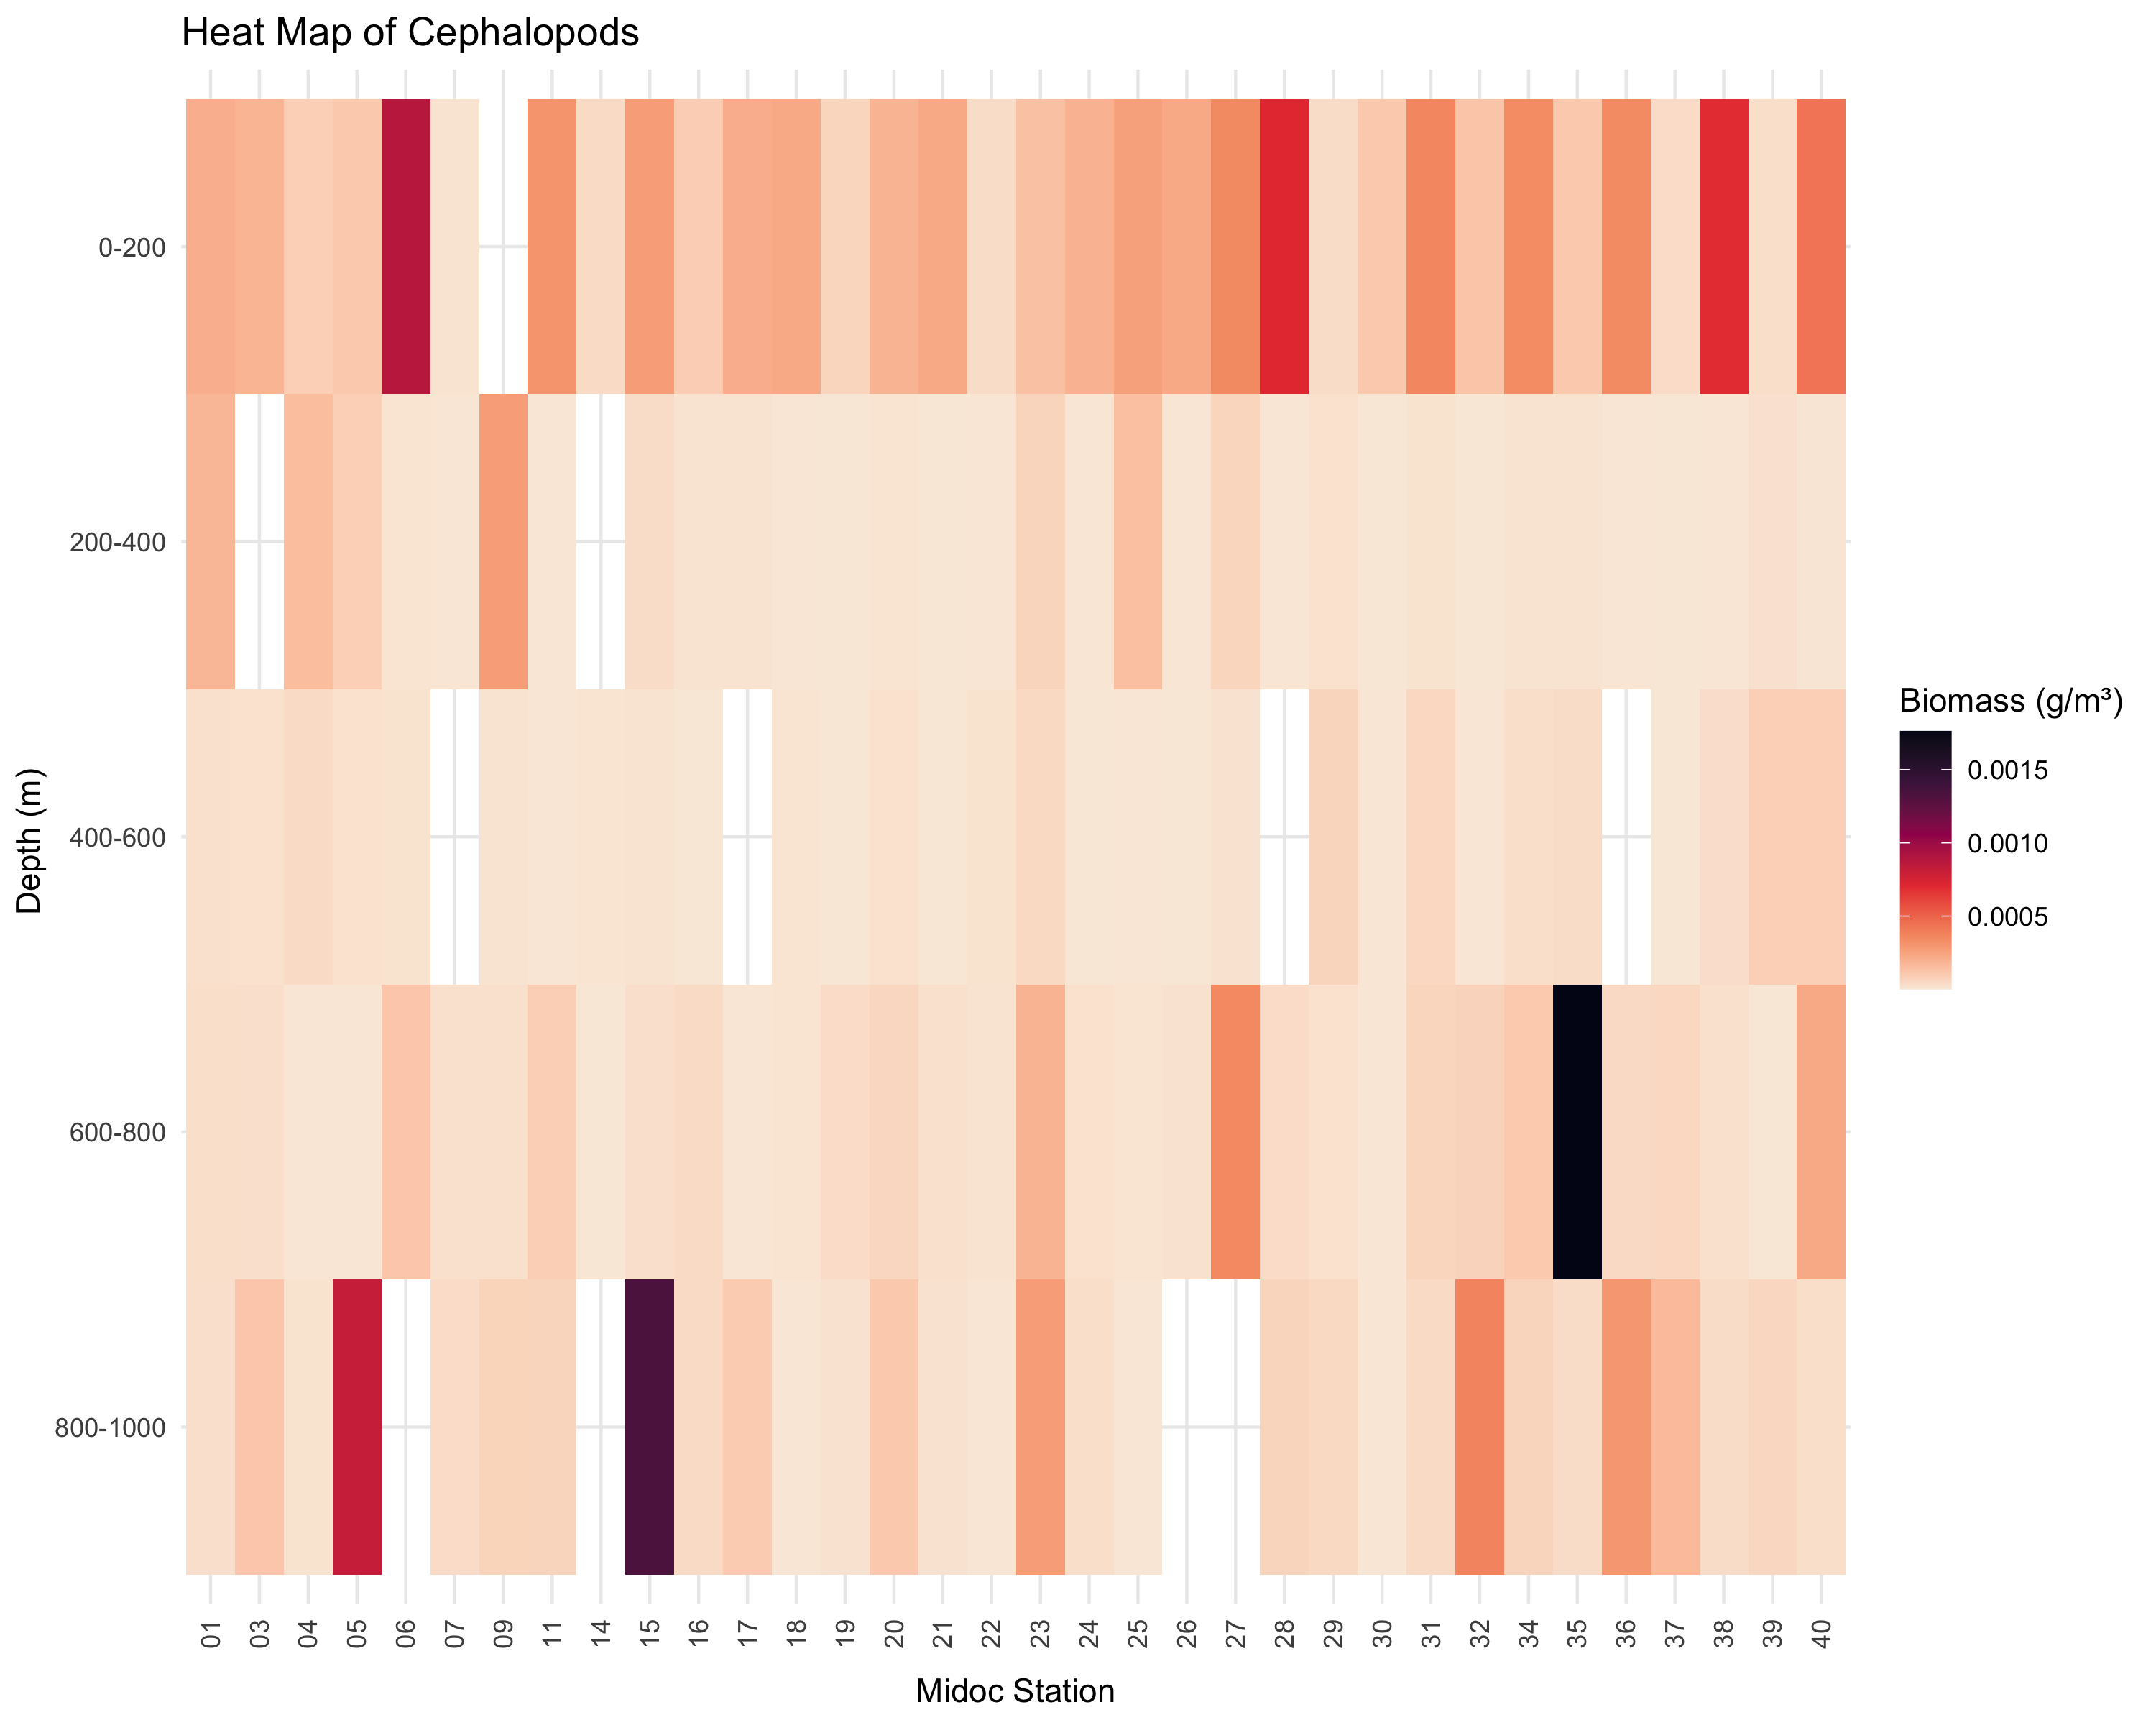 Heat Map of Cephalopods
0-200
200-400
400-600
600-800
800-1000
Depth (m)
01 03 04 05 06 07 09 11 14 15 16 17 18 19 20 21 22 23 24 25 26 27 28 29 30 31 32 34 35 36 37 38 39 40
Midoc Station
Biomass (g/m³)
0.0015
0.0010
0.0005